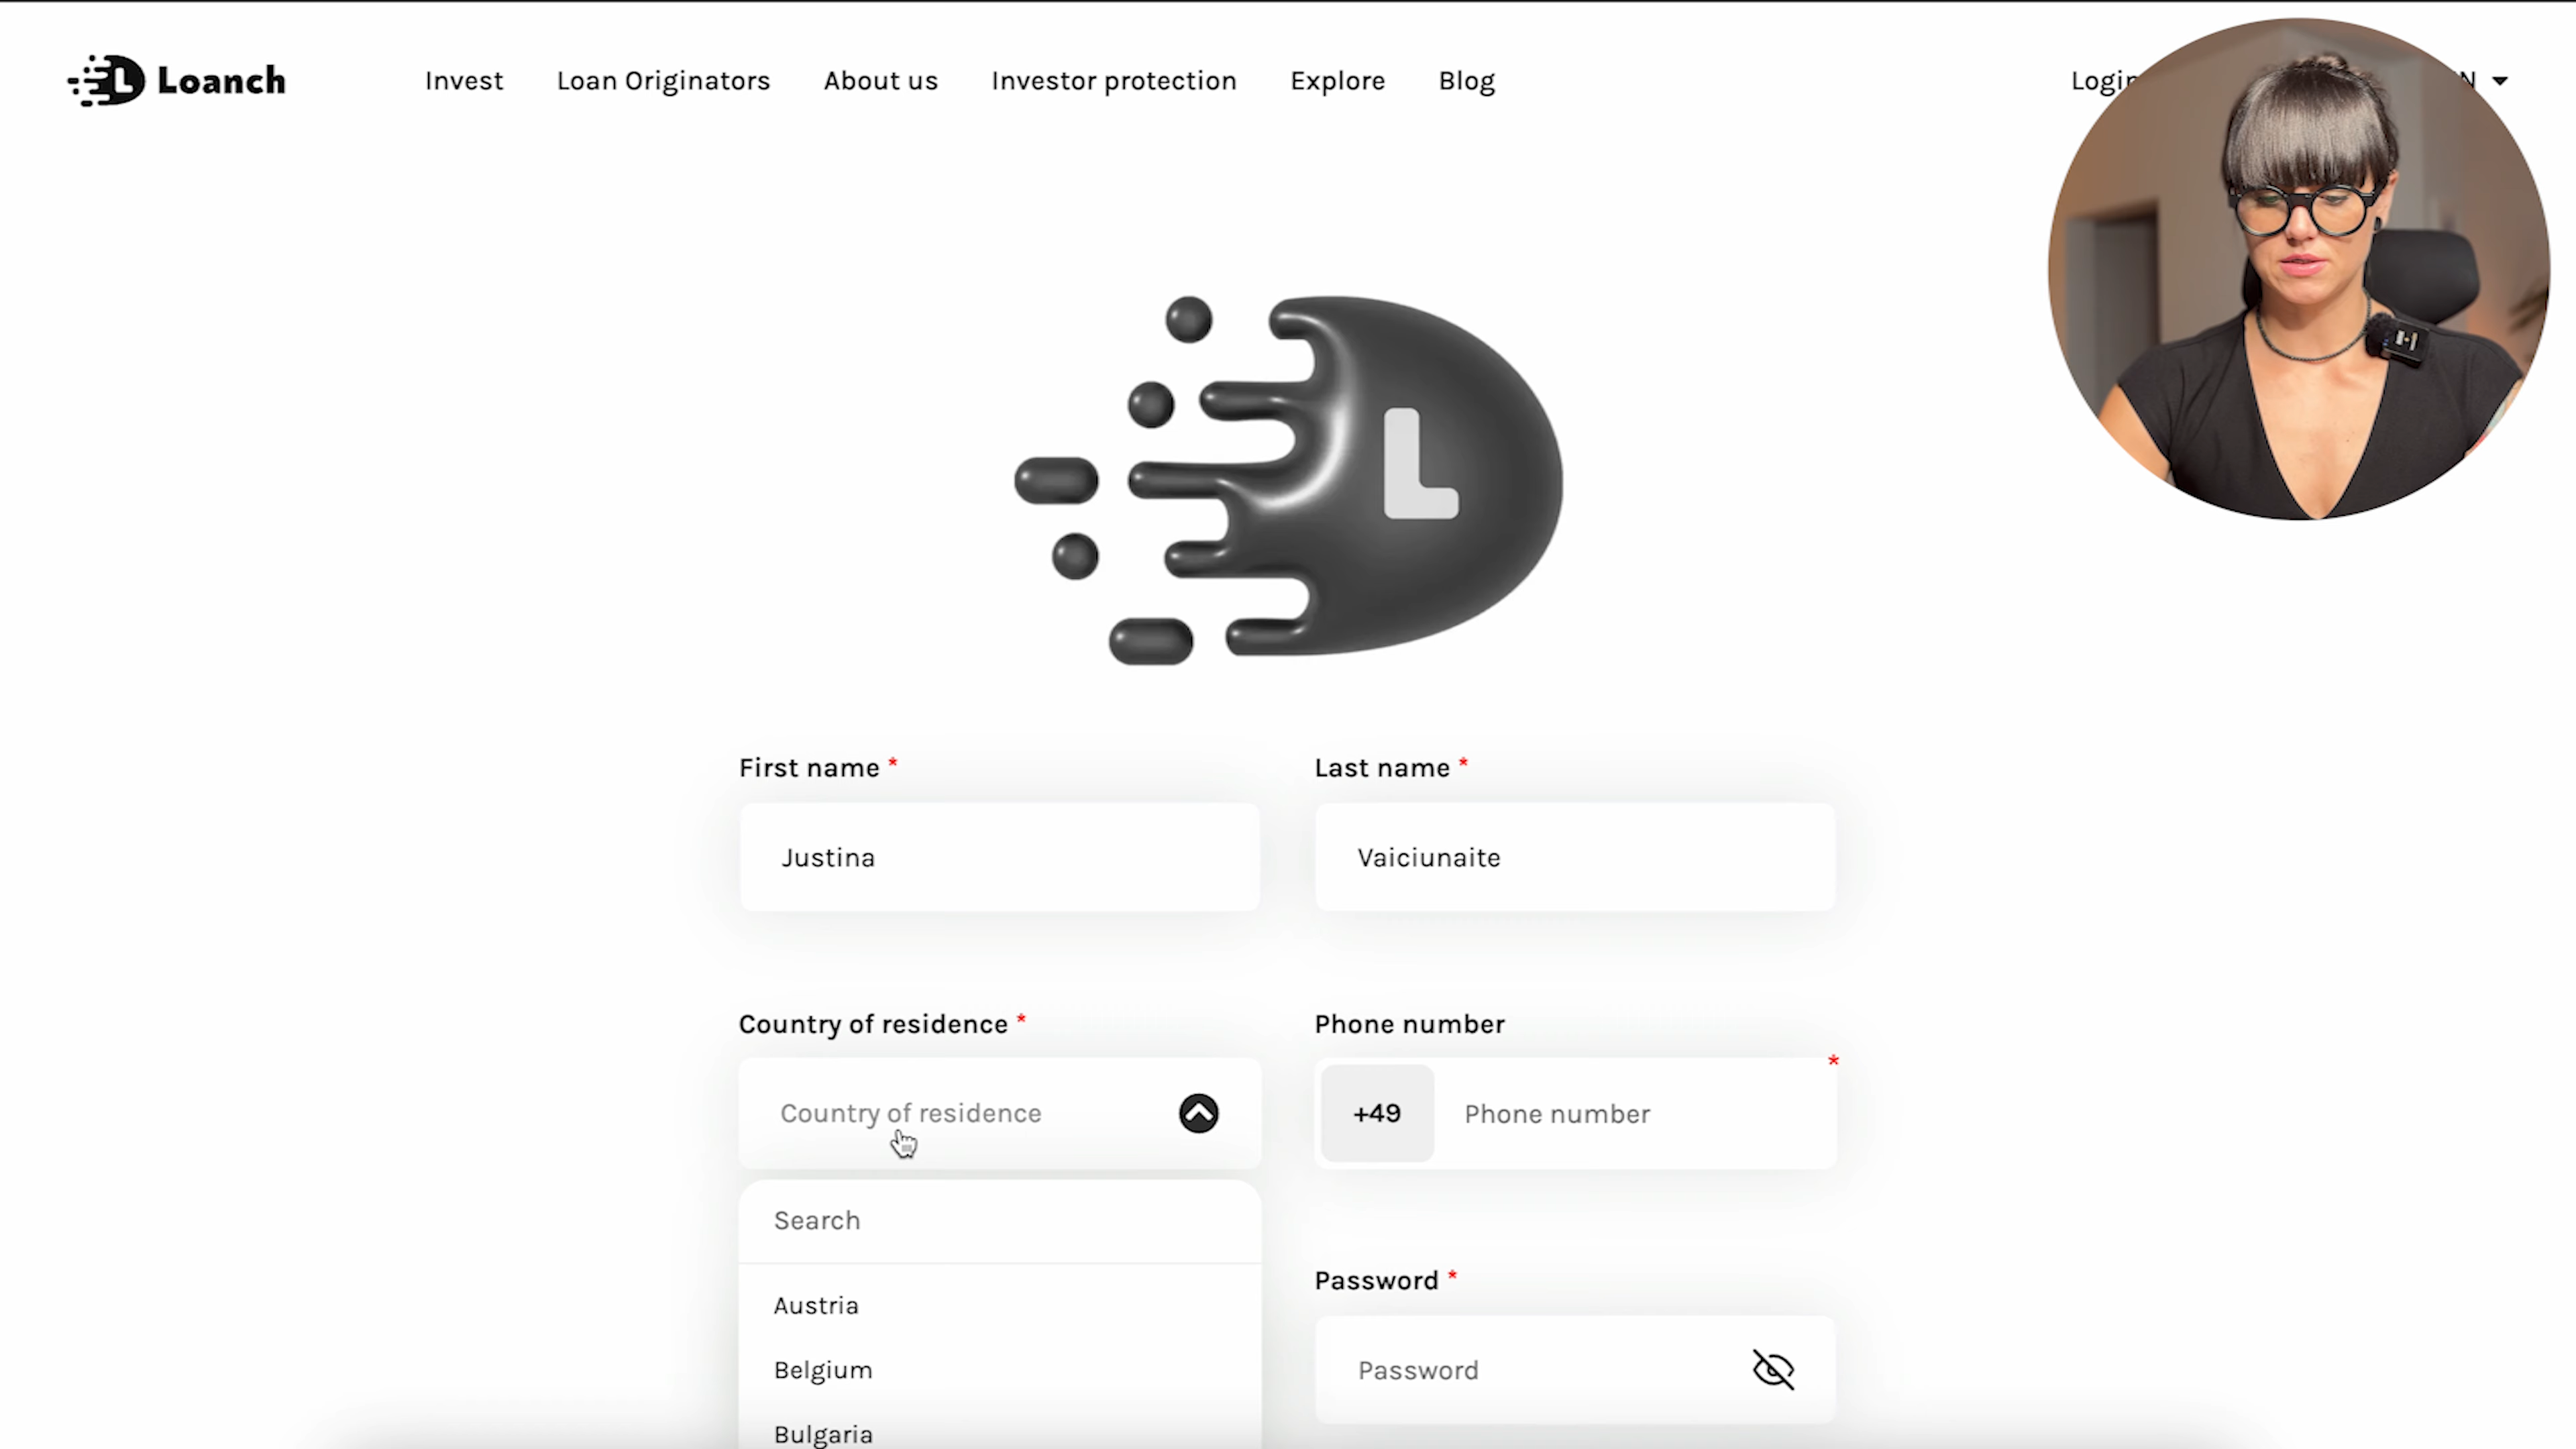 L Loanch Invest Loan Originators About us Investor protection Explore Blog Login
L
First name * Last name *
Justina Vaiciunaite
Country of residence * Phone number
*
Country of residence +49 Phone number
Search
Password *
Austria
Belgium Password
Bulgaria